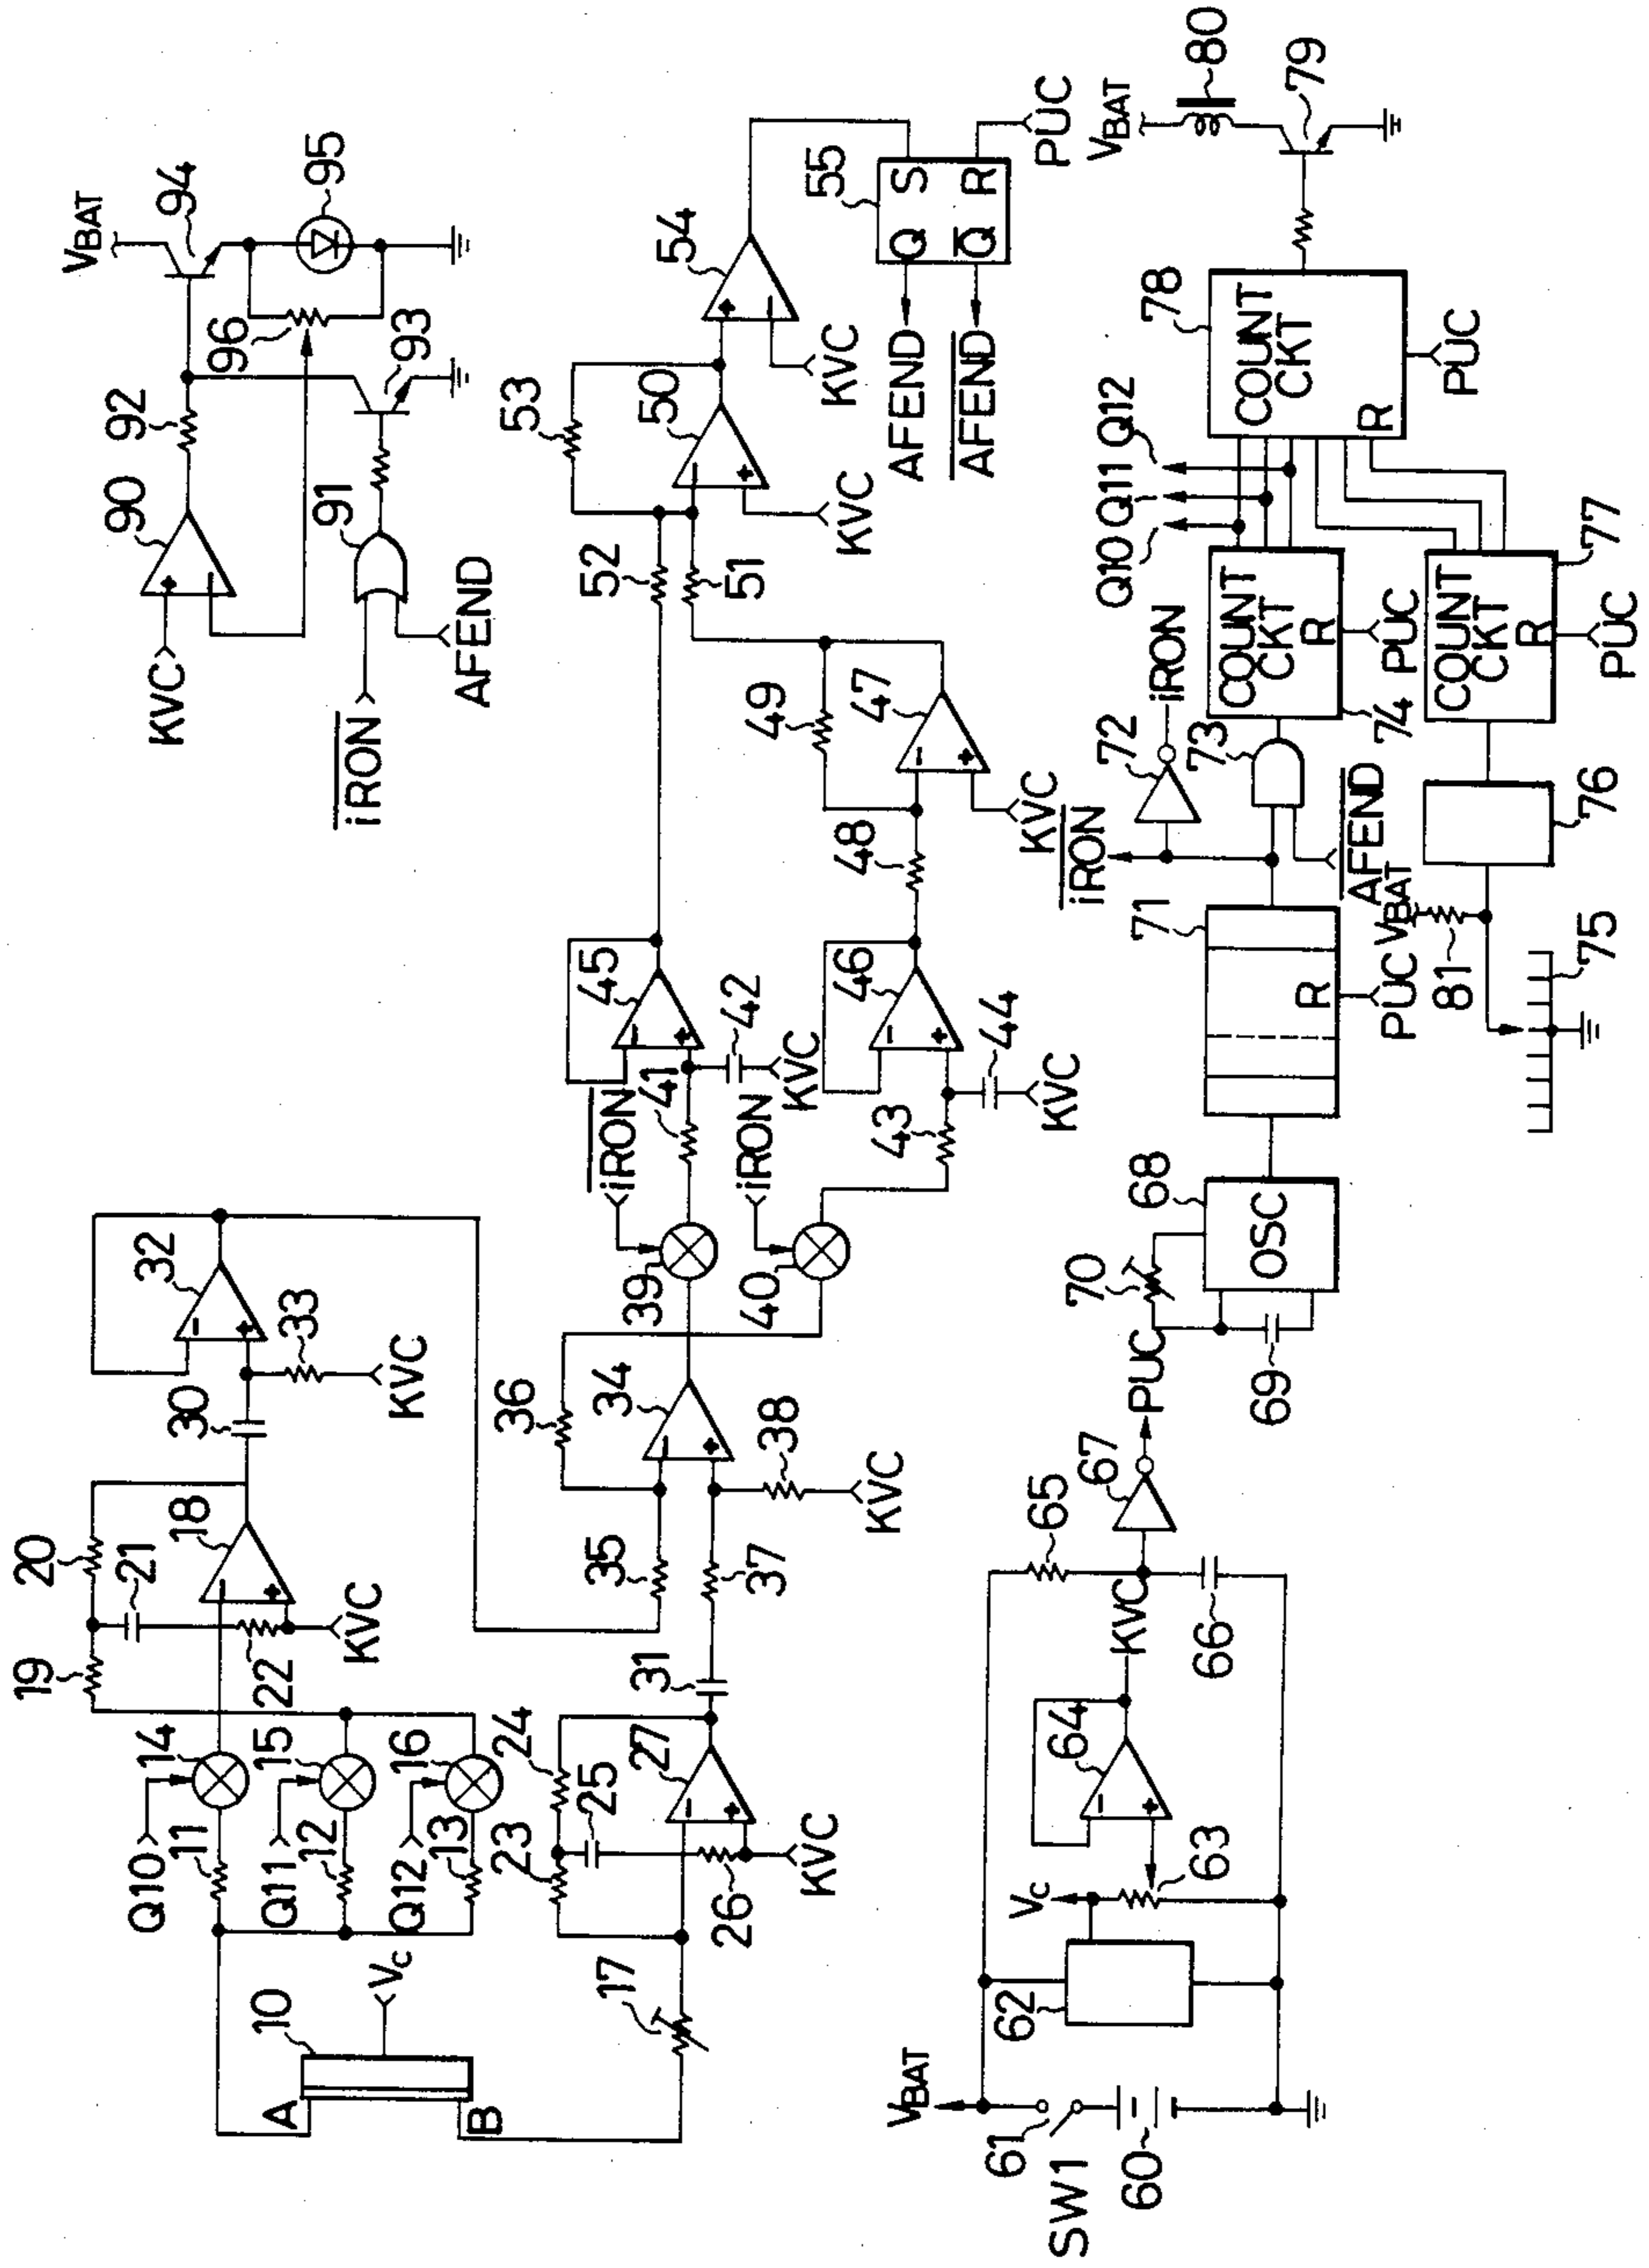 VBAT
94
95
96
92
90
93
91
KVC
iRON
AFEND
32
33
KVC
30
20
21
18
19
22
KVC
Q10
14
11
Q11
15
12
Q12
16
13
10
A
B
Vc
53
52
50
51
54
KVC
KVC
55
Q S
Q R
AFEND
AFEND
PUC
45
iRON
41
42
KVC
39
iRON
40
49
47
48
KVC
46
43
44
KVC
36
34
35
37
38
KVC
31
24
25
27
23
26
KVC
17
VBAT
80
79
78
COUNT
CKT
R
PUC
Q10 Q11 Q12
COUNT
CKT
R
74
PUC
COUNT
CKT
R
77
PUC
iRON
72
73
iRON
AFEND
76
VBAT
81
75
71
R
PUC
68
OSC
70
69
PUC
67
65
KVC
66
64
63
Vc
62
VBAT
61
SW1
60